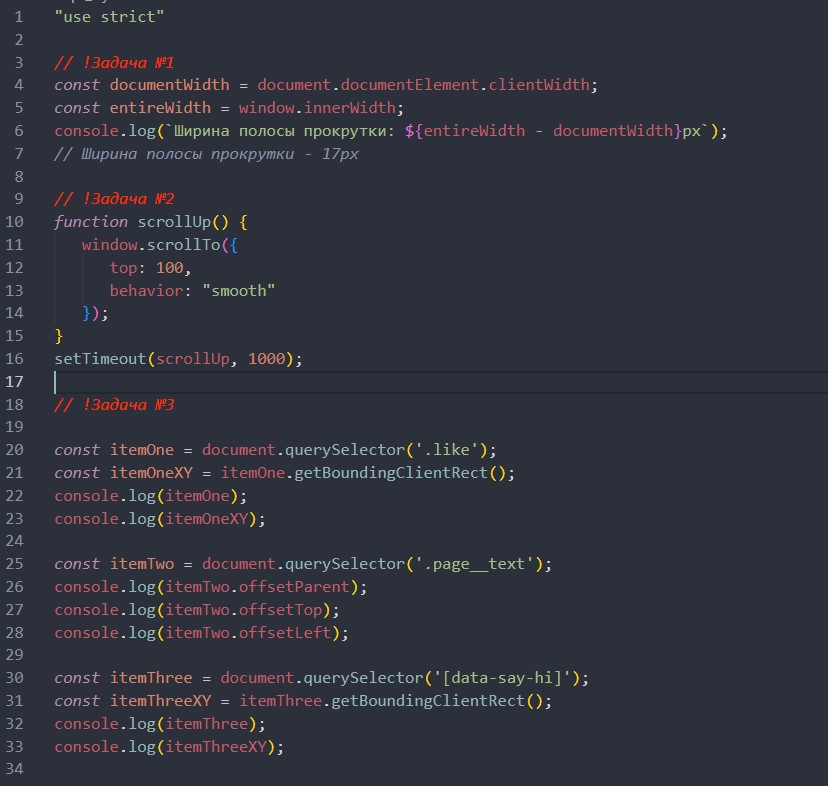 1 "use strict"
2
3 // !Задача №1
4 const documentWidth = document.documentElement.clientWidth;
5 const entireWidth = window.innerWidth;
6 console.log(`Ширина полосы прокрутки: ${entireWidth - documentWidth}px`);
7 // Ширина полосы прокрутки - 17px
8
9 // !Задача №2
10 function scrollUp() {
11 window.scrollTo({
12 top: 100,
13 behavior: "smooth"
14 });
15 }
16 setTimeout(scrollUp, 1000);
17
18 // !Задача №3
19
20 const itemOne = document.querySelector('.like');
21 const itemOneXY = itemOne.getBoundingClientRect();
22 console.log(itemOne);
23 console.log(itemOneXY);
24
25 const itemTwo = document.querySelector('.page__text');
26 console.log(itemTwo.offsetParent);
27 console.log(itemTwo.offsetTop);
28 console.log(itemTwo.offsetLeft);
29
30 const itemThree = document.querySelector('[data-say-hi]');
31 const itemThreeXY = itemThree.getBoundingClientRect();
32 console.log(itemThree);
33 console.log(itemThreeXY);
34